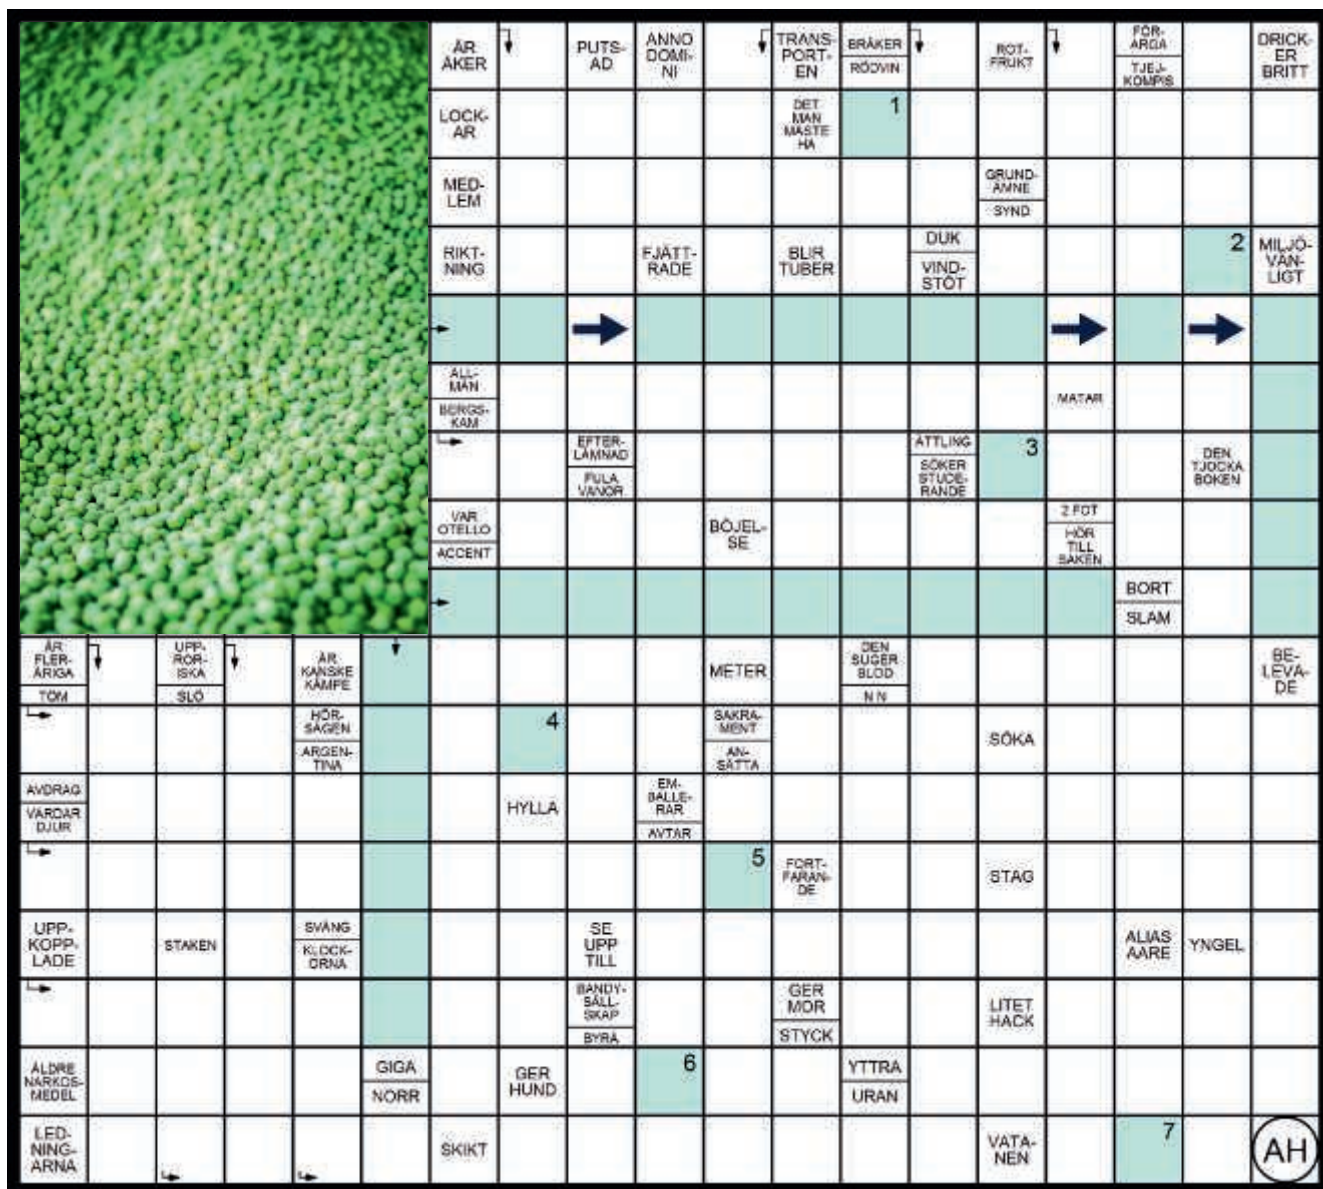 ÄR
ÅKER
PUTS-
AD
ANNO
DOMI-
NI
TRANS-
PORT-
EN
BRÄKER
RÖDVIN
ROT-
FRUKT
FÖR-
ARGA
TJEJ-
KOMPIS
DRICK-
ER
BRITT
LOCK-
AR
DET
MAN
MÅSTE
HA
1
MED-
LEM
GRUND-
ÄMNE
SYND
RIKT-
NING
FJÄTT-
RADE
BLIR
TUBER
DUK
VIND-
STÖT
2
MILJÖ-
VÄN-
LIGT
ALL-
MÄN
BERGS-
KAM
MATAR
EFTER-
LÄMNAD
FULA
VANOR
ÄTTLING
SÖKER
STUDE-
RANDE
3
DEN
TJOCKA
BOKEN
VAR
OTELLO
ACCENT
BÖJEL-
SE
2 FOT
HÖR
TILL
SAKEN
BORT
SLAM
ÄR
FLER-
ÅRIGA
TOM
UPP-
ROR-
ISKA
SLÖ
ÄR
KANSKE
KÄMPE
METER
DEN
SUGER
BLOD
N N
BE-
LEVA-
DE
HÖR-
SÄGEN
ARGEN-
TINA
4
SAKRA-
MENT
AN-
SÄTTA
SÖKA
AVDRAG
VARDAR
DJUR
HYLLA
EM-
BALLE-
RAR
AVTAR
5
FORT-
FARAN-
DE
STAG
UPP-
KOPP-
LADE
STAKEN
SVÄNG
KLOCK-
ORNA
SE
UPP
TILL
ALIAS
AARE
YNGEL
BANDY-
SÄLL-
SKAP
BYRÅ
GER
MOR
STYCK
LITET
HACK
ÄLDRE
NARKOS-
MEDEL
GIGA
NORR
GER
HUND
6
YTTRA
URAN
LED-
NING-
ARNA
SKIKT
VATA-
NEN
7
AH